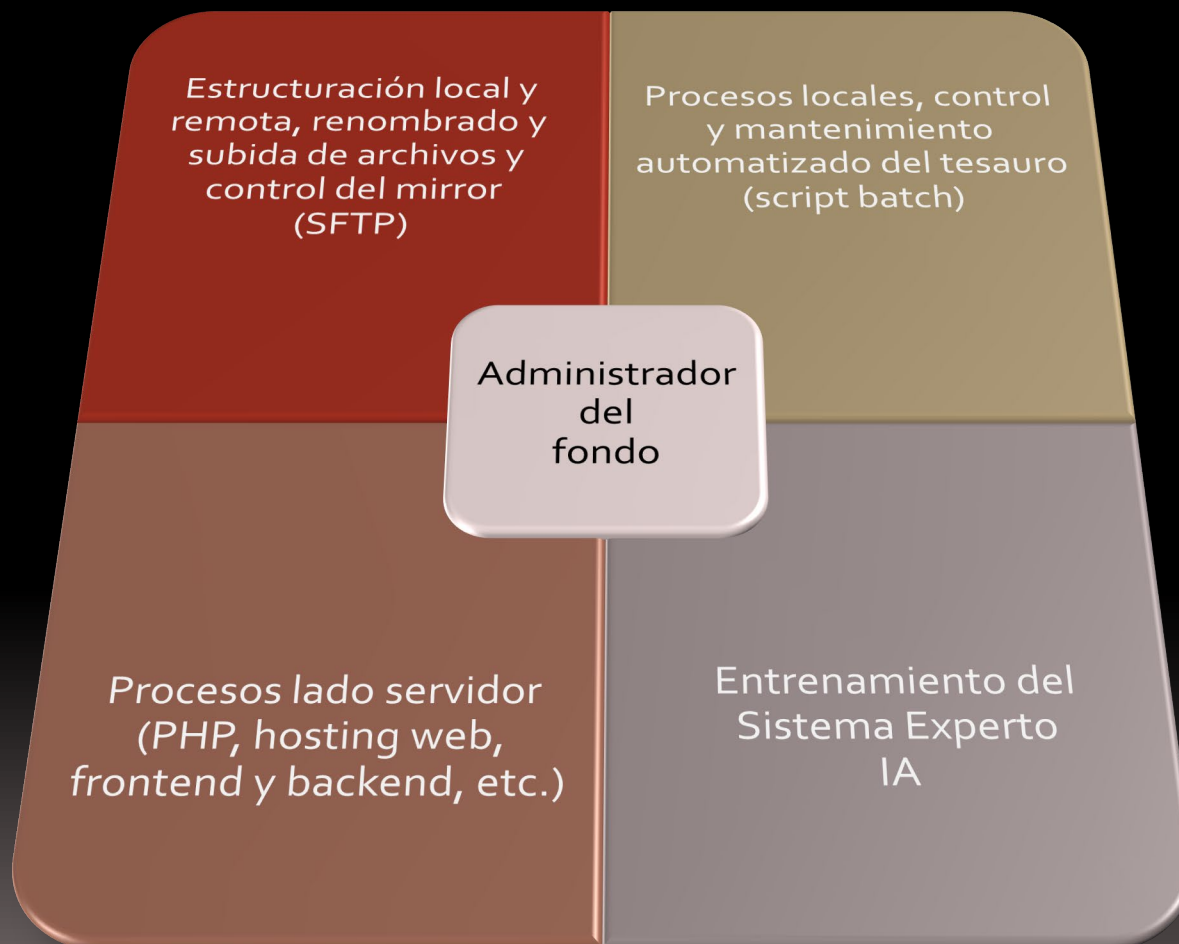 Estructuración local y
remota, renombrado y
subida de archivos y
control del mirror
(SFTP)
Procesos locales, control
y mantenimiento
automatizado del tesauro
(script batch)
Administrador
del
fondo
Procesos lado servidor
(PHP, hosting web,
frontend y backend, etc.)
Entrenamiento del
Sistema Experto
IA